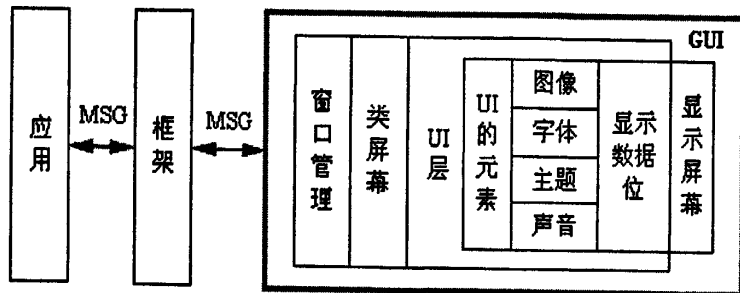 GUI
应用
MSG
框架
MSG
窗口管理
类屏幕
UI层
UI的元素
图像
字体
主题
声音
显示
数据
位
显示屏幕